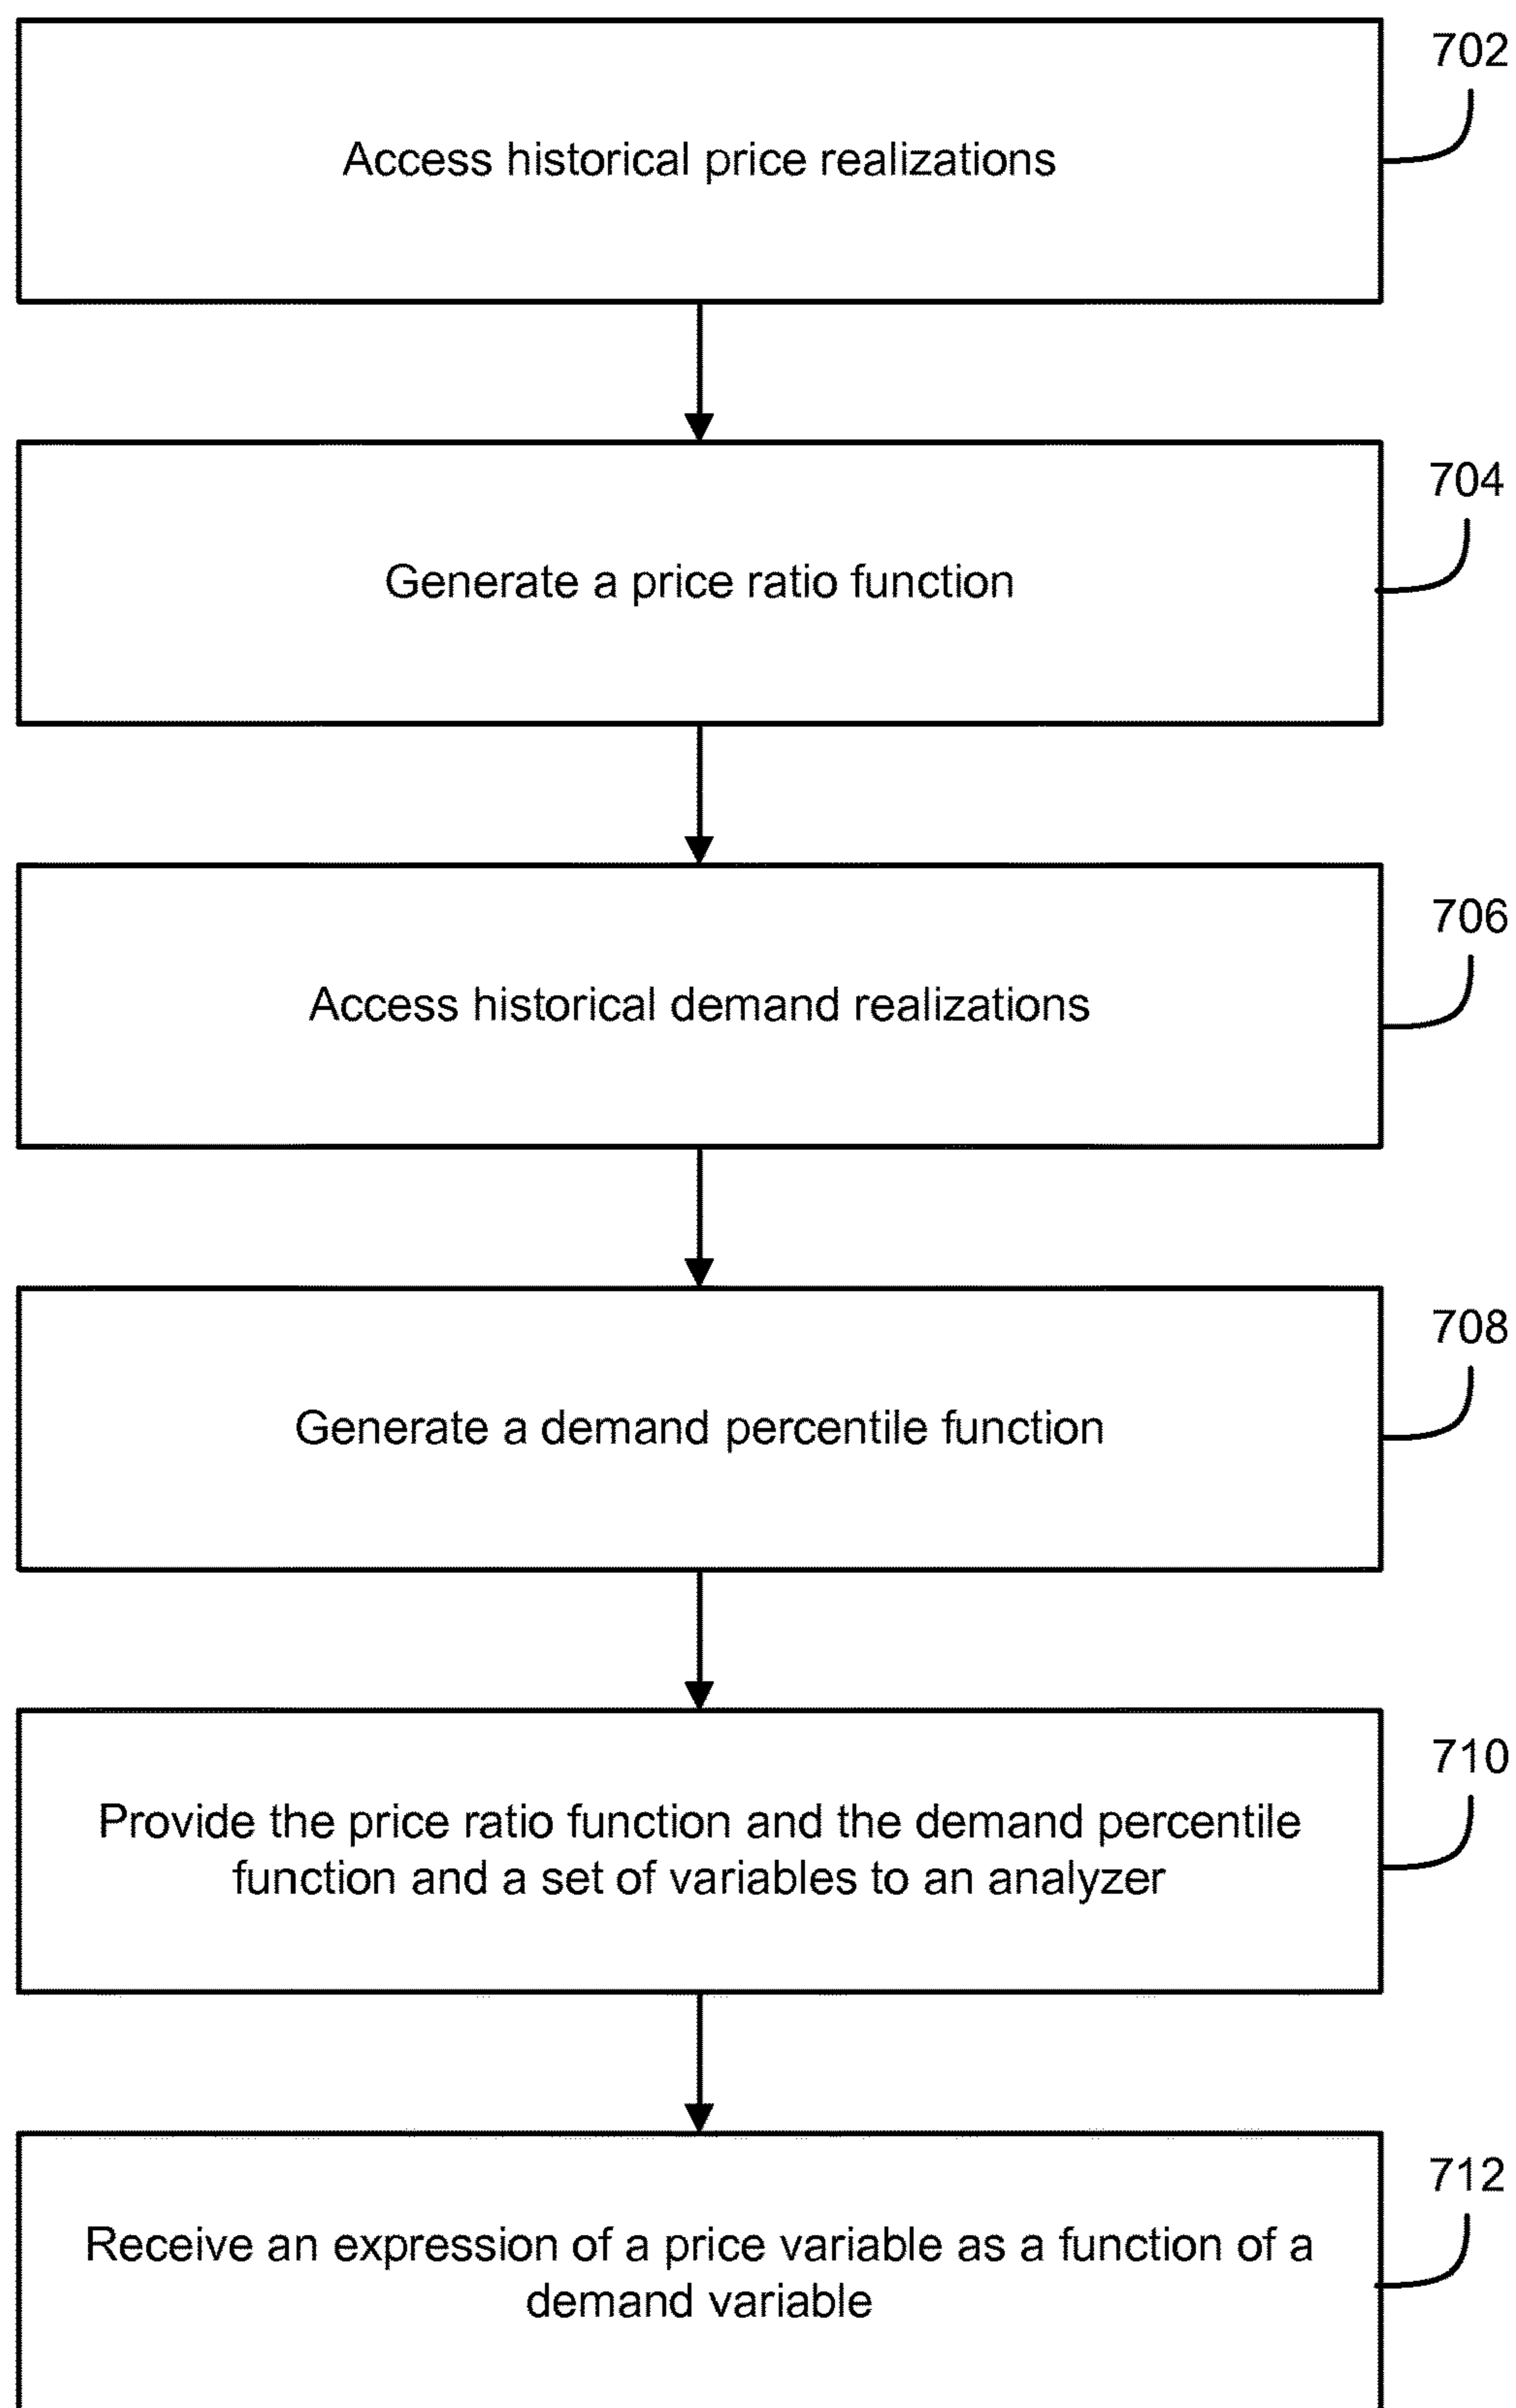 702
Access historical price realizations
704
Generate a price ratio function
706
Access historical demand realizations
708
Generate a demand percentile function
710
Provide the price ratio function and the demand percentile
function and a set of variables to an analyzer
712
Receive an expression of a price variable as a function of a
demand variable